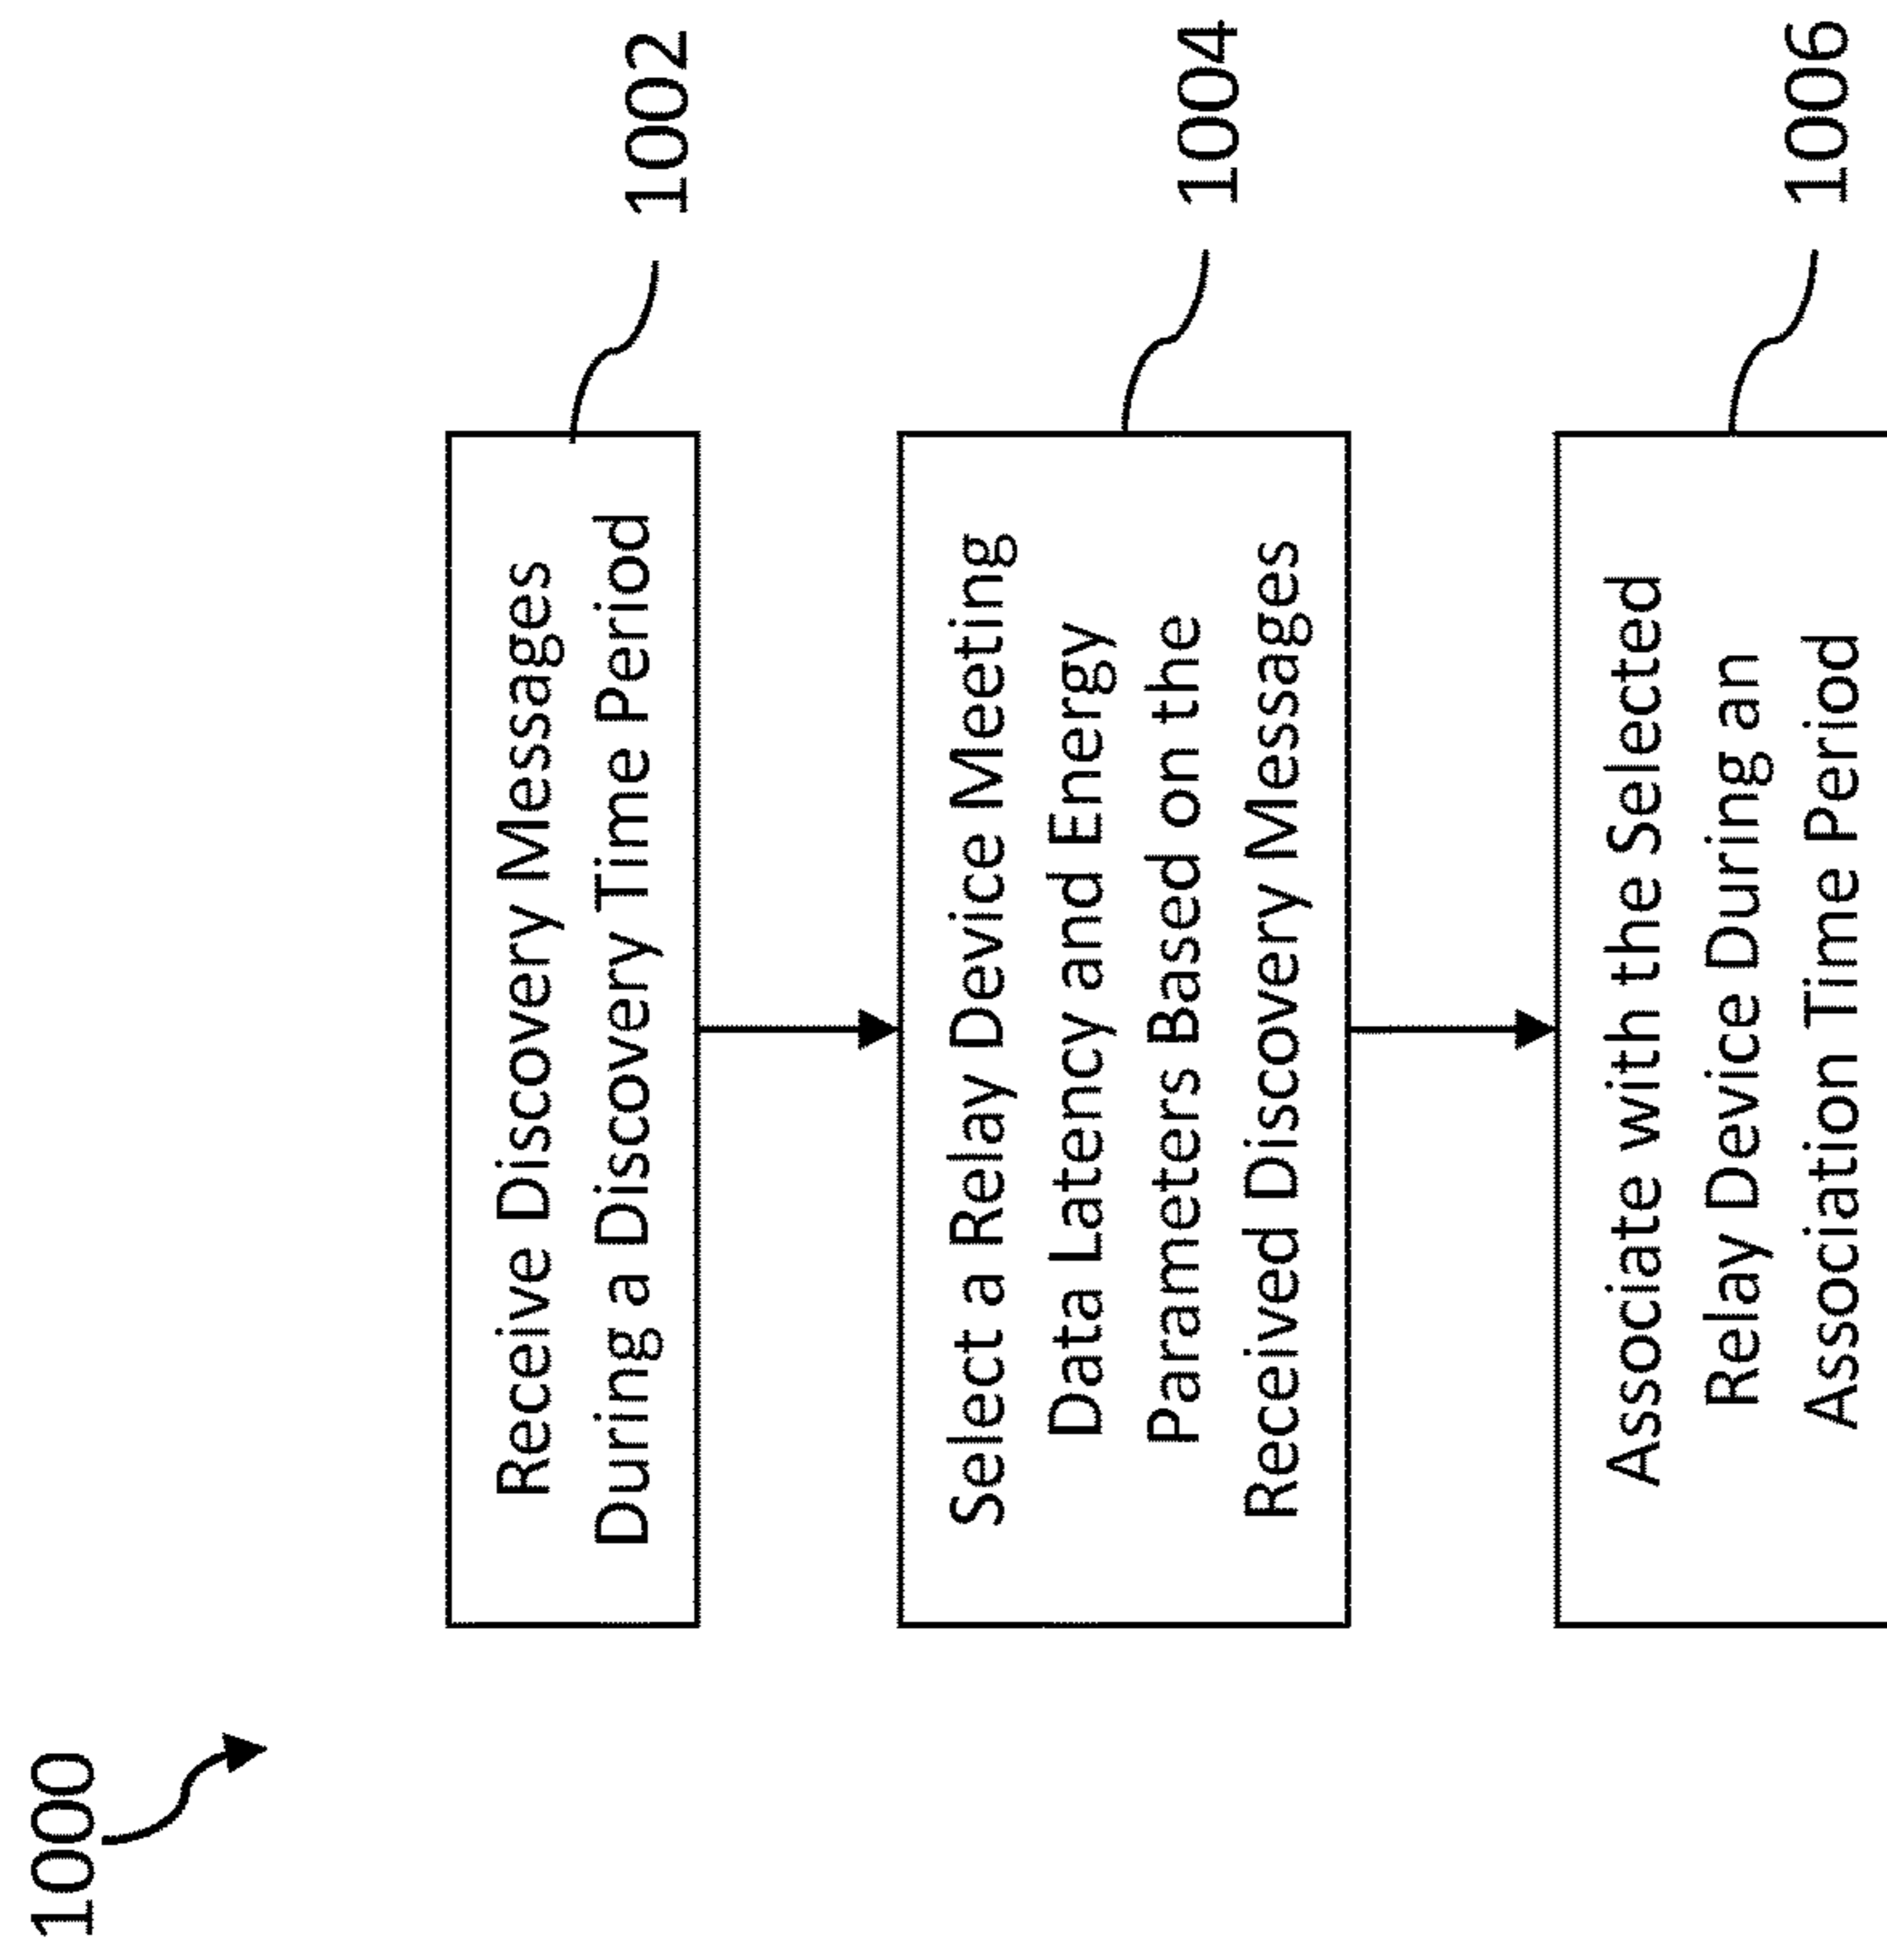 1000
Receive Discovery Messages
During a Discovery Time Period
1002
Select a Relay Device Meeting
Data Latency and Energy
Parameters Based on the
Received Discovery Messages
1004
Associate with the Selected
Relay Device During an
Association Time Period
1006